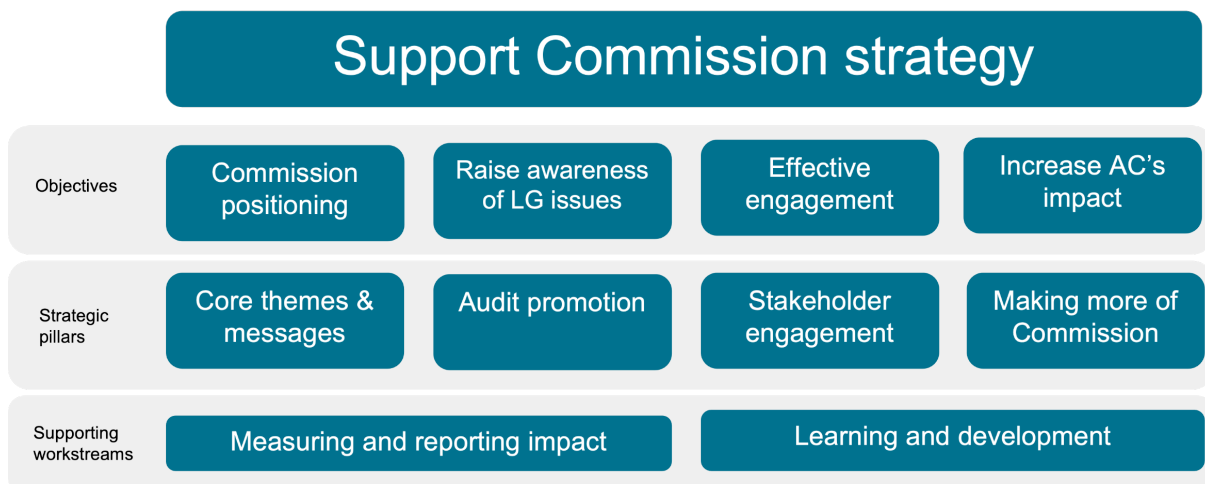 Support Commission strategy
Objectives
Commission
positioning
Raise awareness
of LG issues
Effective
engagement
Increase AC's
impact
Strategic
pillars
Core themes &
messages
Audit promotion
Stakeholder
engagement
Making more of
Commission
Supporting
workstreams
Measuring and reporting impact
Learning and development